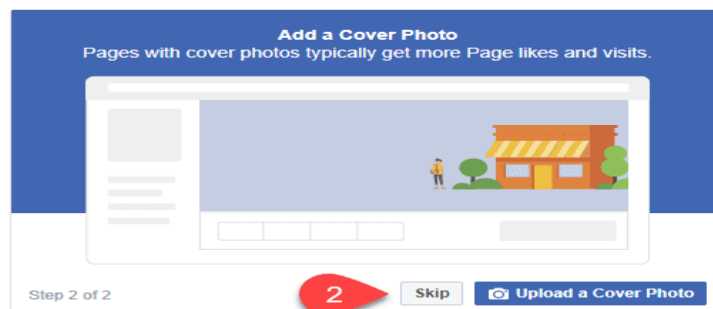 Add a Cover Photo
Pages with cover photos typically get more Page likes and visits.
Step 2 of 2
2
Skip
Upload a Cover Photo